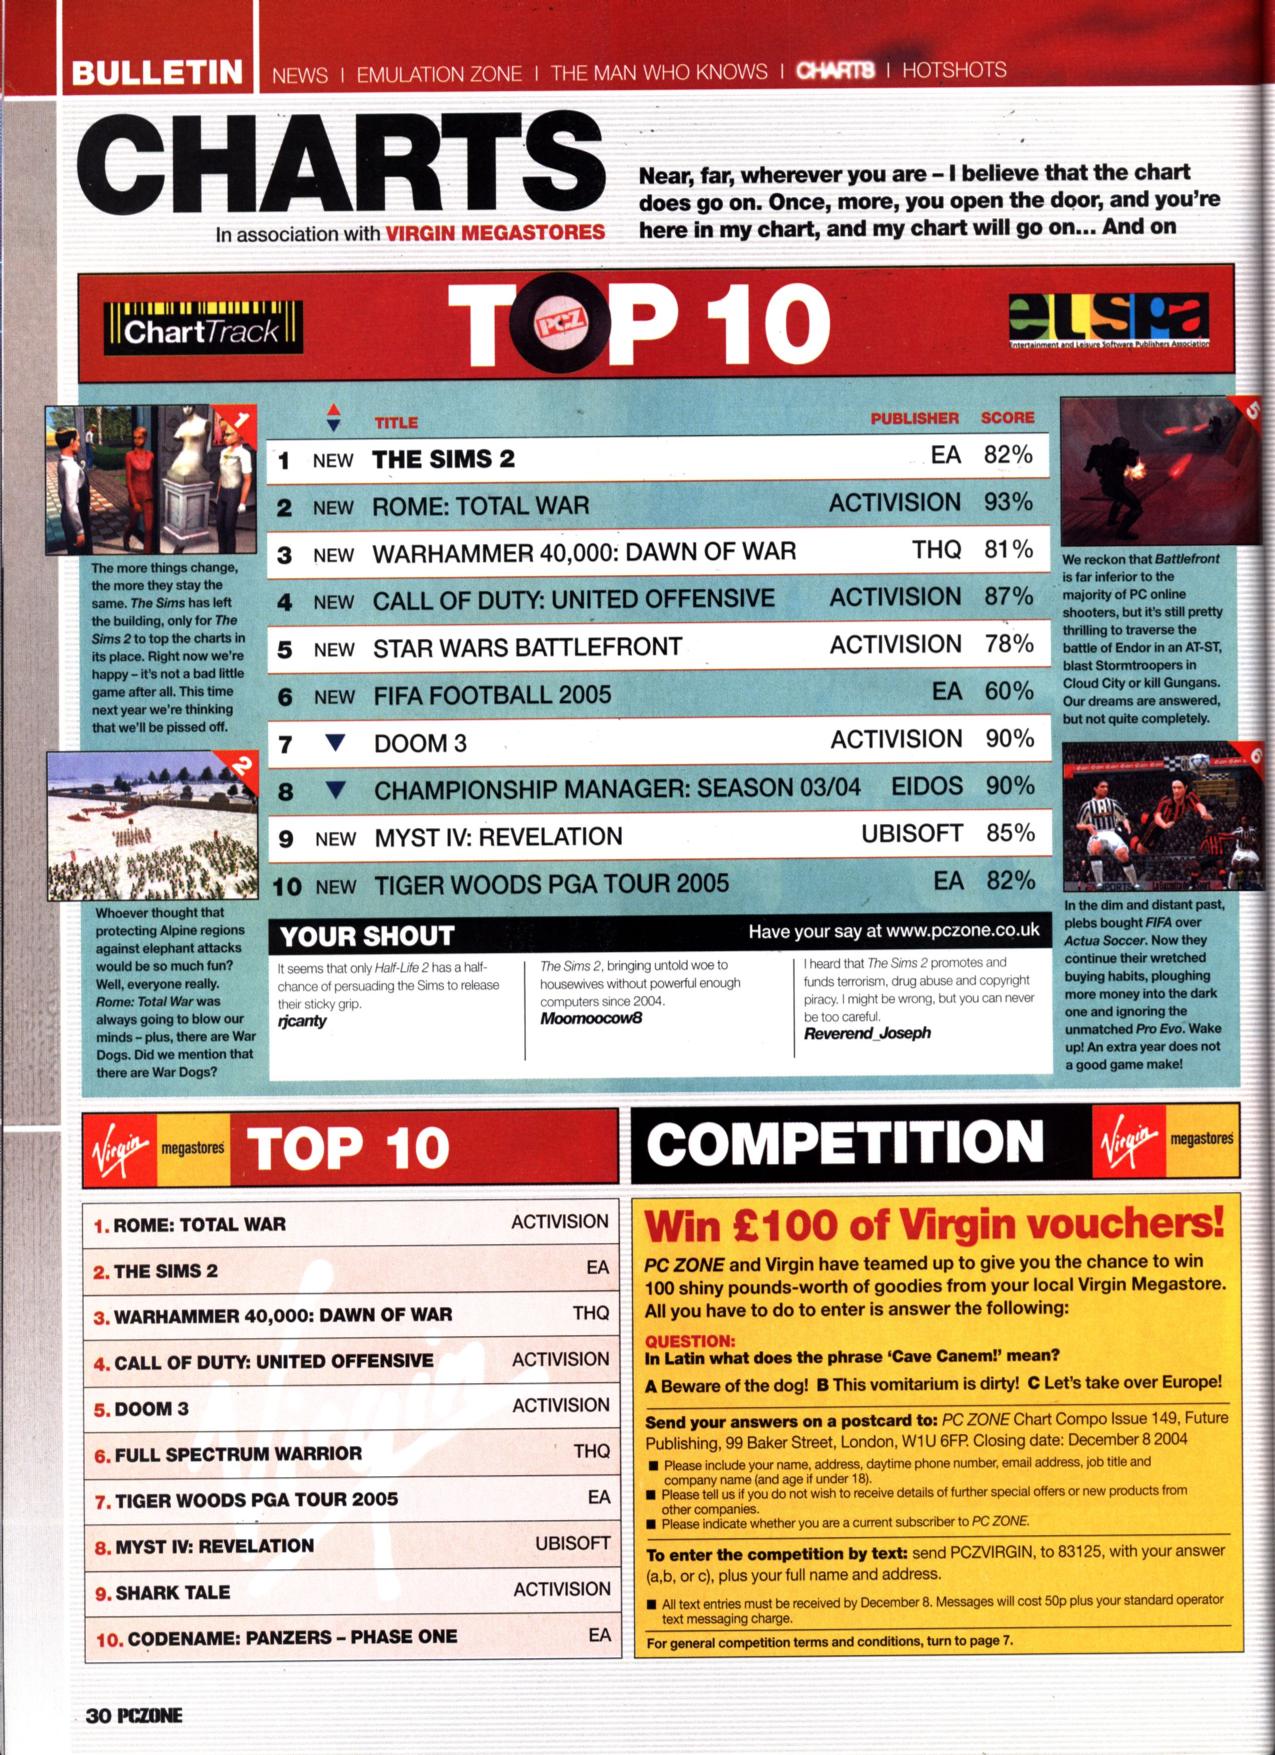 BULLETIN
NEWS | EMULATION ZONE | THE MAN WHO KNOWS | CHARTS | HOTSHOTS
CHARTS
In association with VIRGIN MEGASTORES
Near, far, wherever you are – I believe that the chart
does go on. Once, more, you open the door, and you're
here in my chart, and my chart will go on... And on
ChartTrack
TOP 10
PCZ
elspa
Entertainment and Leisure Software Publishers Association
TITLE PUBLISHER SCORE
1 NEW THE SIMS 2 EA 82%
2 NEW ROME: TOTAL WAR ACTIVISION 93%
3 NEW WARHAMMER 40,000: DAWN OF WAR THQ 81%
4 NEW CALL OF DUTY: UNITED OFFENSIVE ACTIVISION 87%
5 NEW STAR WARS BATTLEFRONT ACTIVISION 78%
6 NEW FIFA FOOTBALL 2005 EA 60%
7 ▼ DOOM 3 ACTIVISION 90%
8 ▼ CHAMPIONSHIP MANAGER: SEASON 03/04 EIDOS 90%
9 NEW MYST IV: REVELATION UBISOFT 85%
10 NEW TIGER WOODS PGA TOUR 2005 EA 82%
1
The more things change,
the more they stay the
same. The Sims has left
the building, only for The
Sims 2 to top the charts in
its place. Right now we're
happy – it's not a bad little
game after all. This time
next year we're thinking
that we'll be pissed off.
2
Whoever thought that
protecting Alpine regions
against elephant attacks
would be so much fun?
Well, everyone really.
Rome: Total War was
always going to blow our
minds – plus, there are War
Dogs. Did we mention that
there are War Dogs?
5
We reckon that Battlefront
is far inferior to the
majority of PC online
shooters, but it's still pretty
thrilling to traverse the
battle of Endor in an AT-ST,
blast Stormtroopers in
Cloud City or kill Gungans.
Our dreams are answered,
but not quite completely.
6
In the dim and distant past,
plebs bought FIFA over
Actua Soccer. Now they
continue their wretched
buying habits, ploughing
more money into the dark
one and ignoring the
unmatched Pro Evo. Wake
up! An extra year does not
a good game make!
YOUR SHOUT Have your say at www.pczone.co.uk
It seems that only Half-Life 2 has a half-
chance of persuading the Sims to release
their sticky grip.
rjcanty
The Sims 2, bringing untold woe to
housewives without powerful enough
computers since 2004.
Moomoocow8
I heard that The Sims 2 promotes and
funds terrorism, drug abuse and copyright
piracy. I might be wrong, but you can never
be too careful.
Reverend_Joseph
Virgin megastores TOP 10
1. ROME: TOTAL WAR ACTIVISION
2. THE SIMS 2 EA
3. WARHAMMER 40,000: DAWN OF WAR THQ
4. CALL OF DUTY: UNITED OFFENSIVE ACTIVISION
5. DOOM 3 ACTIVISION
6. FULL SPECTRUM WARRIOR THQ
7. TIGER WOODS PGA TOUR 2005 EA
8. MYST IV: REVELATION UBISOFT
9. SHARK TALE ACTIVISION
10. CODENAME: PANZERS – PHASE ONE EA
COMPETITION Virgin megastores
Win £100 of Virgin vouchers!
PC ZONE and Virgin have teamed up to give you the chance to win
100 shiny pounds-worth of goodies from your local Virgin Megastore.
All you have to do to enter is answer the following:
QUESTION:
In Latin what does the phrase 'Cave Canem!' mean?
A Beware of the dog! B This vomitarium is dirty! C Let's take over Europe!
Send your answers on a postcard to: PC ZONE Chart Compo Issue 149, Future
Publishing, 99 Baker Street, London, W1U 6FP. Closing date: December 8 2004
■ Please include your name, address, daytime phone number, email address, job title and
company name (and age if under 18).
■ Please tell us if you do not wish to receive details of further special offers or new products from
other companies.
■ Please indicate whether you are a current subscriber to PC ZONE.
To enter the competition by text: send PCZVIRGIN, to 83125, with your answer
(a,b, or c), plus your full name and address.
■ All text entries must be received by December 8. Messages will cost 50p plus your standard operator
text messaging charge.
For general competition terms and conditions, turn to page 7.
30 PCZONE